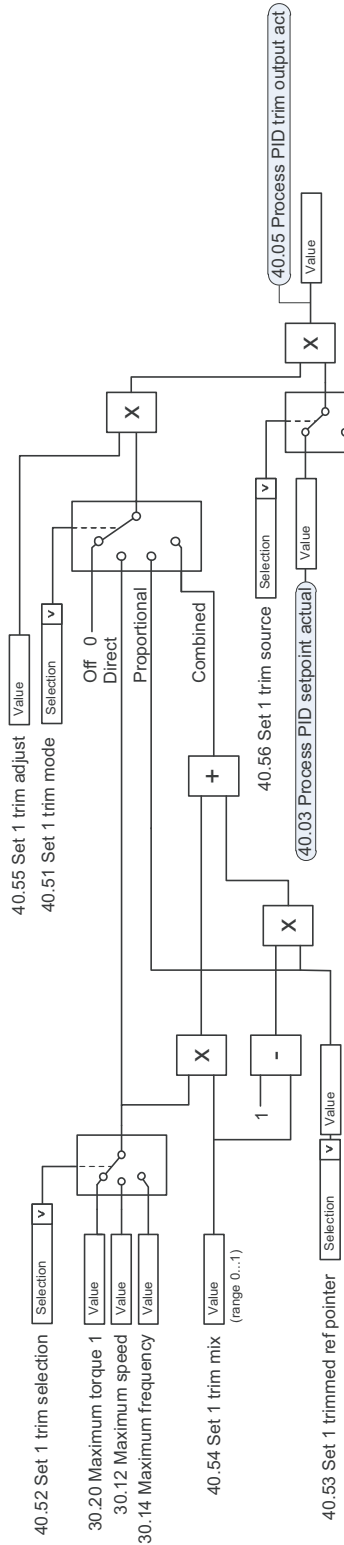 40.52 Set 1 trim selection
Selection v
30.20 Maximum torque 1
Value
30.12 Maximum speed
Value
30.14 Maximum frequency
Value
40.54 Set 1 trim mix
Value
(range 0...1)
40.53 Set 1 trimmed ref pointer
Selection v
Value
1
-
X
X
+
40.55 Set 1 trim adjust
Value
40.51 Set 1 trim mode
Selection v
Off 0
Direct
Proportional
Combined
X
40.56 Set 1 trim source
Selection v
40.03 Process PID setpoint actual
Value
X
40.05 Process PID trim output act
Value